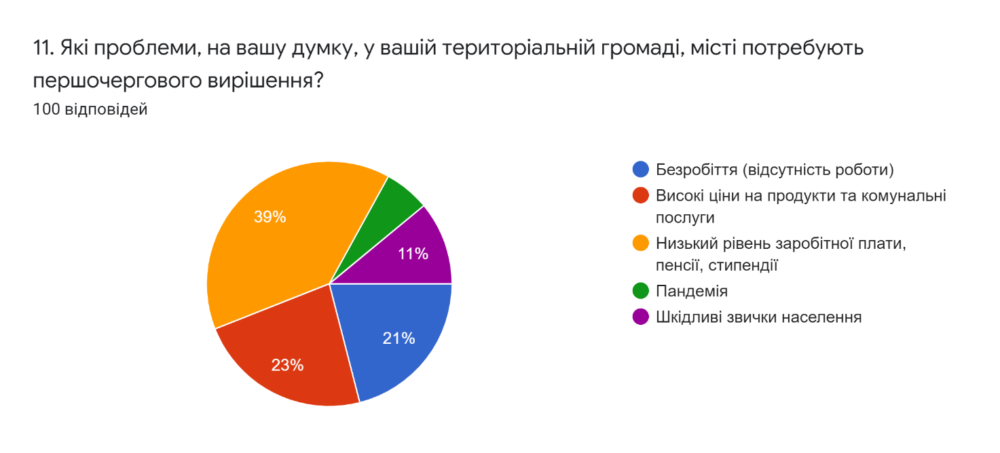 11. Які проблеми, на вашу думку, у вашій територіальній громаді, місті потребують
першочергового вирішення?
100 відповідей
39%
11%
21%
23%
Безробіття (відсутність роботи)
Високі ціни на продукти та комунальні
послуги
Низький рівень заробітної плати,
пенсії, стипендії
Пандемія
Шкідливі звички населення